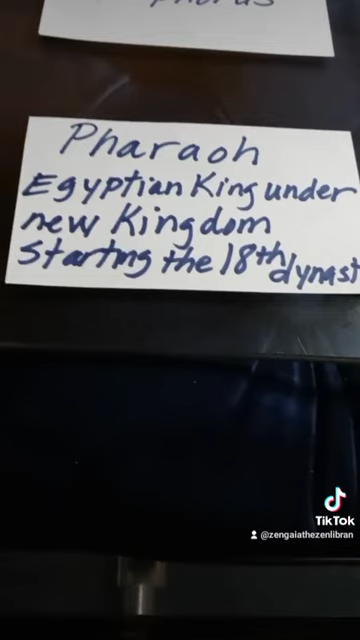 Pharaoh
Egyptian King under
new Kingdom
Starting the 18th dynast
TikTok
@zengaiathezenlibran